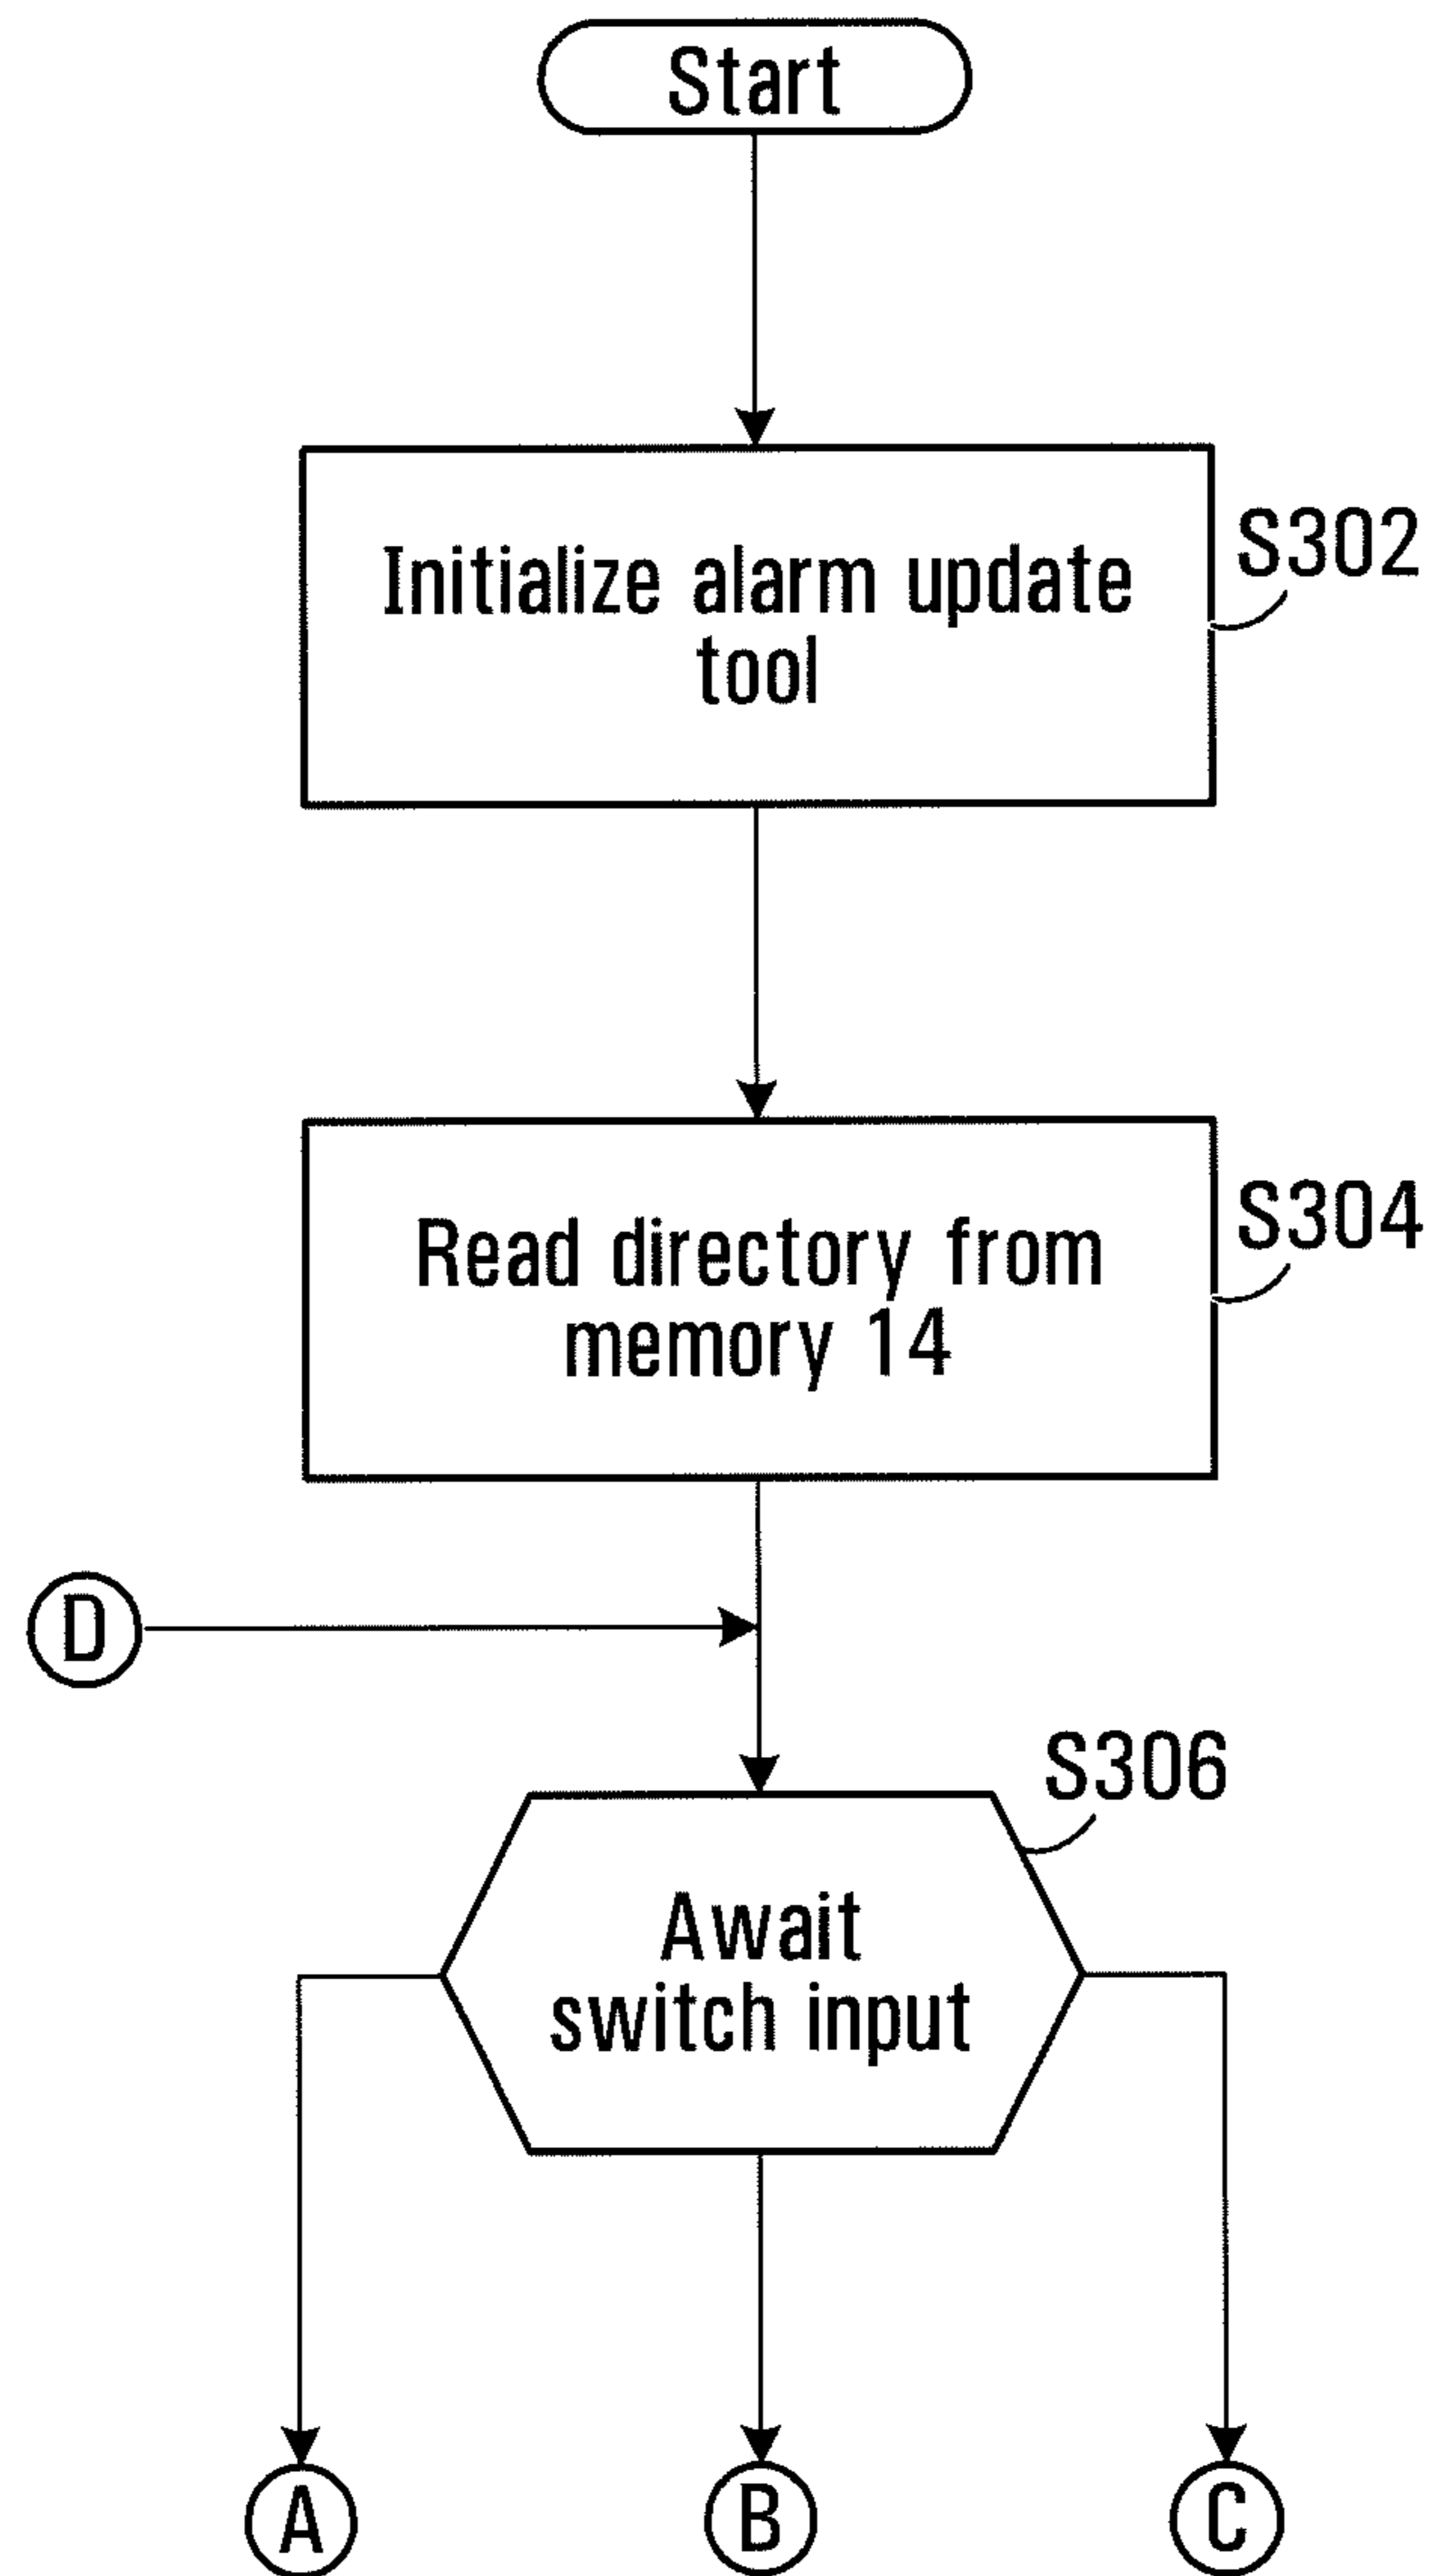 Start
Initialize alarm update
tool
S302
Read directory from
memory 14
S304
D
S306
Await
switch input
A
B
C